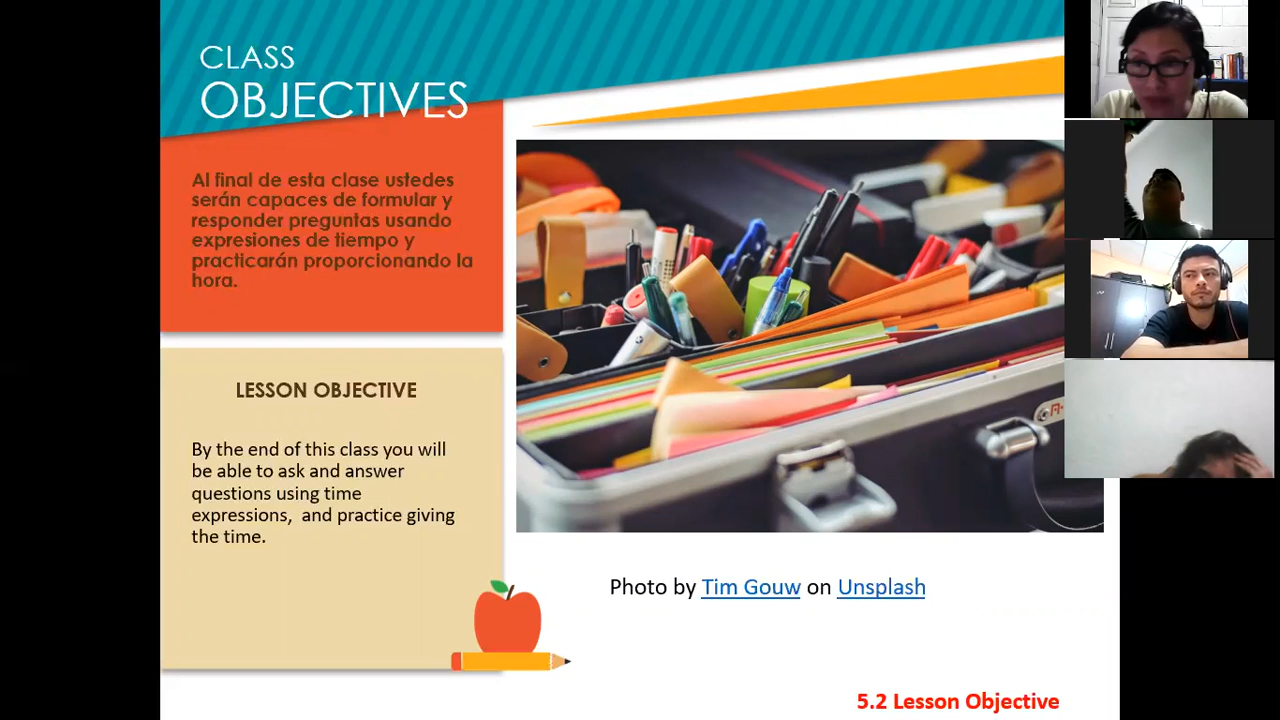 CLASS
OBJECTIVES
Al final de esta clase ustedes
serán capaces de formular y
responder preguntas usando
expresiones de tiempo y
practicarán proporcionando la
hora.
LESSON OBJECTIVE
By the end of this class you will
be able to ask and answer
questions using time
expressions, and practice giving
the time.
Photo by Tim Gouw on Unsplash
5.2 Lesson Objective